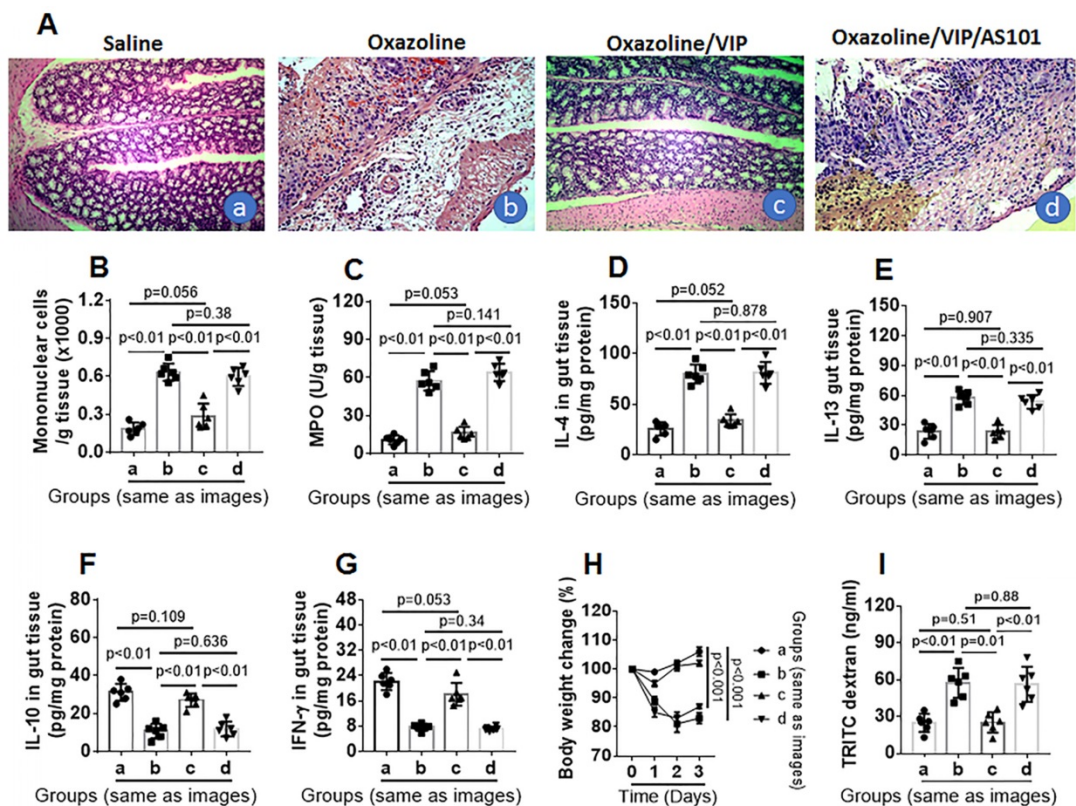 A
Saline
Oxazoline
Oxazoline/VIP
Oxazoline/VIP/AS101
a
b
c
d
B
Mononuclear cells
/g tissue (x1000)
1.2
0.9
0.6
0.3
0.0
p=0.056
p=0.38
p<0.01
p<0.01
p<0.01
a b c d
Groups (same as images)
C
MPO (U/g tissue)
120
90
60
30
0
p=0.053
p=0.141
p<0.01
p<0.01
p<0.01
a b c d
Groups (same as images)
D
IL-4 in gut tissue
(pg/mg protein)
150
100
50
0
p=0.052
p=0.878
p<0.01
p<0.01
p<0.01
a b c d
Groups (same as images)
E
IL-13 gut tissue
(pg/mg protein)
150
120
90
60
30
0
p=0.907
p=0.335
p<0.01
p<0.01
p<0.01
a b c d
Groups (same as images)
F
IL-10 in gut tissue
(pg/mg protein)
80
60
40
20
0
p=0.109
p=0.636
p<0.01
p<0.01
p<0.01
a b c d
Groups (same as images)
G
IFN-γ in gut tissue
(pg/mg protein)
48
42
36
30
24
18
12
6
0
p=0.053
p=0.34
p<0.01
p<0.01
p<0.01
a b c d
Groups (same as images)
H
Body weight change (%)
120
110
100
90
80
70
0 1 2 3
Time (Days)
p<0.001
p<0.001
Groups (same as
images)
a
b
c
d
I
TRITC dextran (ng/ml)
120
90
60
30
0
p=0.88
p=0.51
p<0.01
p=0.01
p<0.01
a b c d
Groups (same as images)